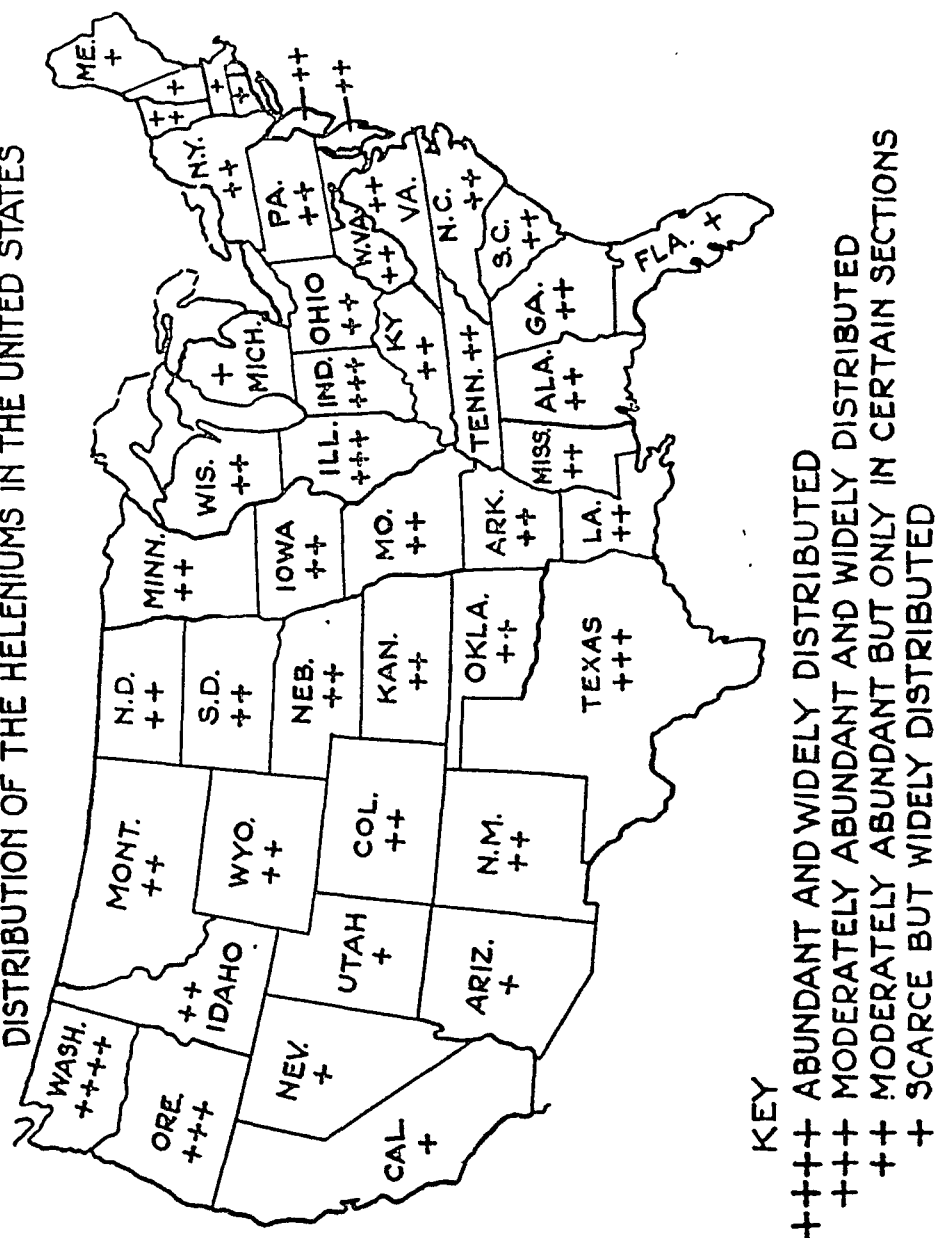 DISTRIBUTION OF THE HELENIUMS IN THE UNITED STATES
WASH.
++++
ORE.
+++
CAL.
+
NEV.
+
++
IDAHO
MONT.
++
WYO.
++
UTAH
+
ARIZ.
+
COL.
++
N.M.
++
N.D.
++
S.D.
++
NEB.
++
KAN.
++
OKLA.
++
TEXAS
+++
MINN.
++
IOWA
++
MO.
++
ARK.
++
LA.
++
WIS.
++
ILL.
+++
+
MICH.
IND.
+++
OHIO
++
KY
++
TENN. ++
MISS.
++
ALA.
++
GA.
++
FLA. +
S.C.
++
N.C.
++
VA.
++
W.VA.
++
PA.
++
N.Y.
++
ME.
+
++
+
+
+
++
++
KEY
++++ ABUNDANT AND WIDELY DISTRIBUTED
+++ MODERATELY ABUNDANT AND WIDELY DISTRIBUTED
++ MODERATELY ABUNDANT BUT ONLY IN CERTAIN SECTIONS
+ SCARCE BUT WIDELY DISTRIBUTED